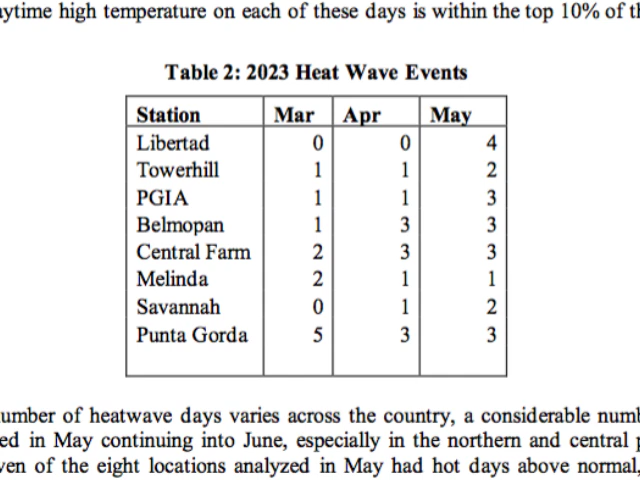 aytime high temperature on each of these days is within the top 10% of
Table 2: 2023 Heat Wave Events
Station Mar Apr May
Libertad 0 0 4
Towerhill 1 1 2
PGIA 1 1 3
Belmopan 1 3 3
Central Farm 2 3 3
Melinda 2 1 1
Savannah 0 1 2
Punta Gorda 5 3 3
umber of heatwave days varies across the country, a considerable
ed in May continuing into June, especially in the northern and central
ven of the eight locations analyzed in May had hot days above normal,